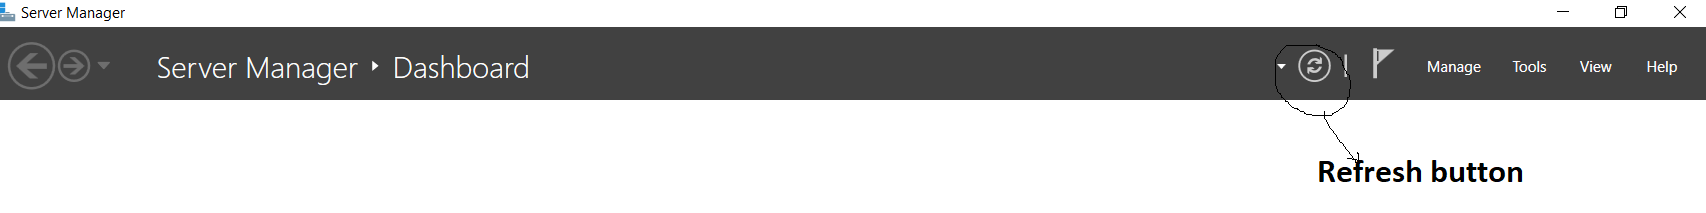 Server Manager
Server Manager Dashboard
Manage Tools View Help
Refresh button